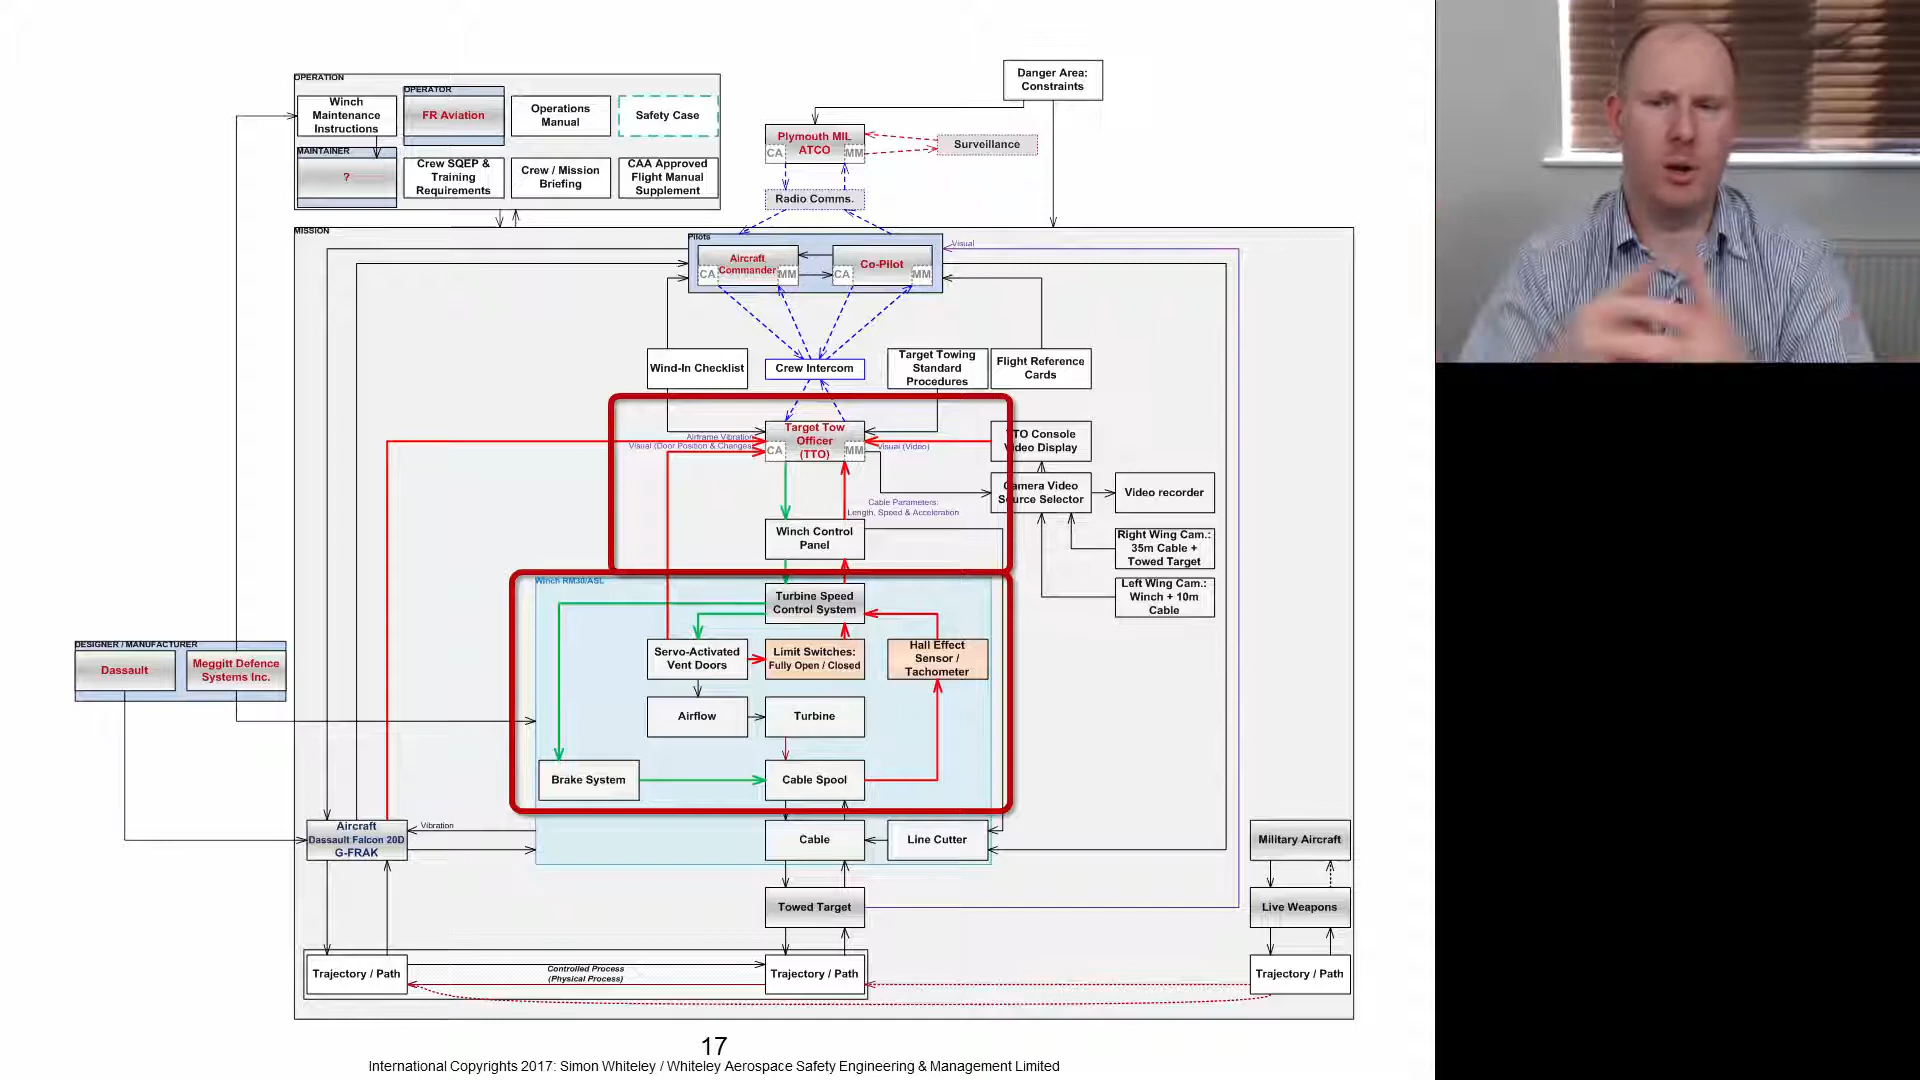 OPERATION
Winch
Maintenance
Instructions
OPERATOR
FR Aviation
Operations
Manual
Safety Case
MAINTAINER
?
Crew SQEP &
Training
Requirements
Crew / Mission
Briefing
CAA Approved
Flight Manual
Supplement
Danger Area:
Constraints
Plymouth MIL
ATCO
CA
MM
Surveillance
Radio Comms.
MISSION
Pilots
Aircraft
Commander
CA
MM
Co-Pilot
CA
MM
Visual
Wind-In Checklist
Crew Intercom
Target Towing
Standard
Procedures
Flight Reference
Cards
Airframe Vibration
Visual (Door Position & Changes)
Target Tow
Officer
(TTO)
CA
MM
Visual (Video)
TTO Console
Video Display
Camera Video
Source Selector
Video recorder
Cable Parameters:
Length, Speed & Acceleration
Winch Control
Panel
Right Wing Cam.:
35m Cable +
Towed Target
Left Wing Cam.:
Winch + 10m
Cable
Winch RM30/ASL
Turbine Speed
Control System
Servo-Activated
Vent Doors
Limit Switches:
Fully Open / Closed
Hall Effect
Sensor /
Tachometer
Airflow
Turbine
Brake System
Cable Spool
DESIGNER / MANUFACTURER
Dassault
Meggitt Defence
Systems Inc.
Aircraft
Dassault Falcon 20D
G-FRAK
Vibration
Cable
Line Cutter
Military Aircraft
Towed Target
Live Weapons
Trajectory / Path
Controlled Process
(Physical Process)
Trajectory / Path
Trajectory / Path
17
International Copyrights 2017: Simon Whiteley / Whiteley Aerospace Safety Engineering & Management Limited